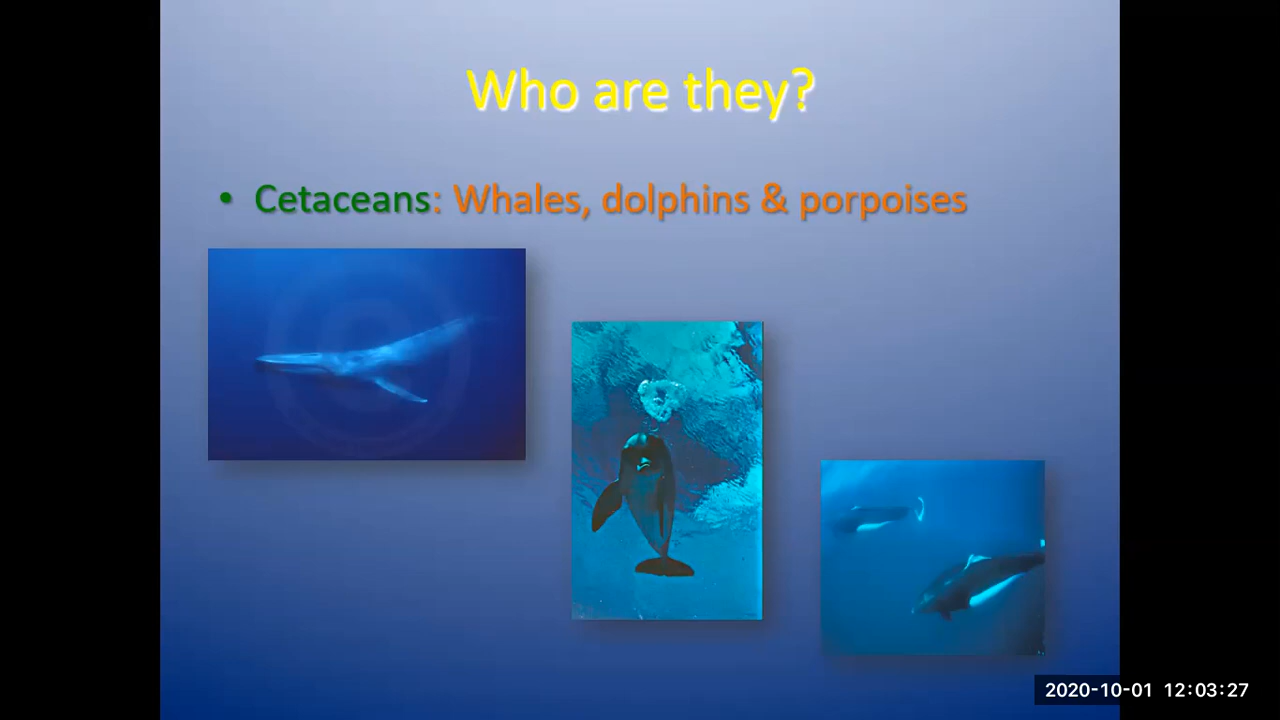 Who are they?
• Cetaceans: Whales, dolphins & porpoises
2020-10-01 12:03:27